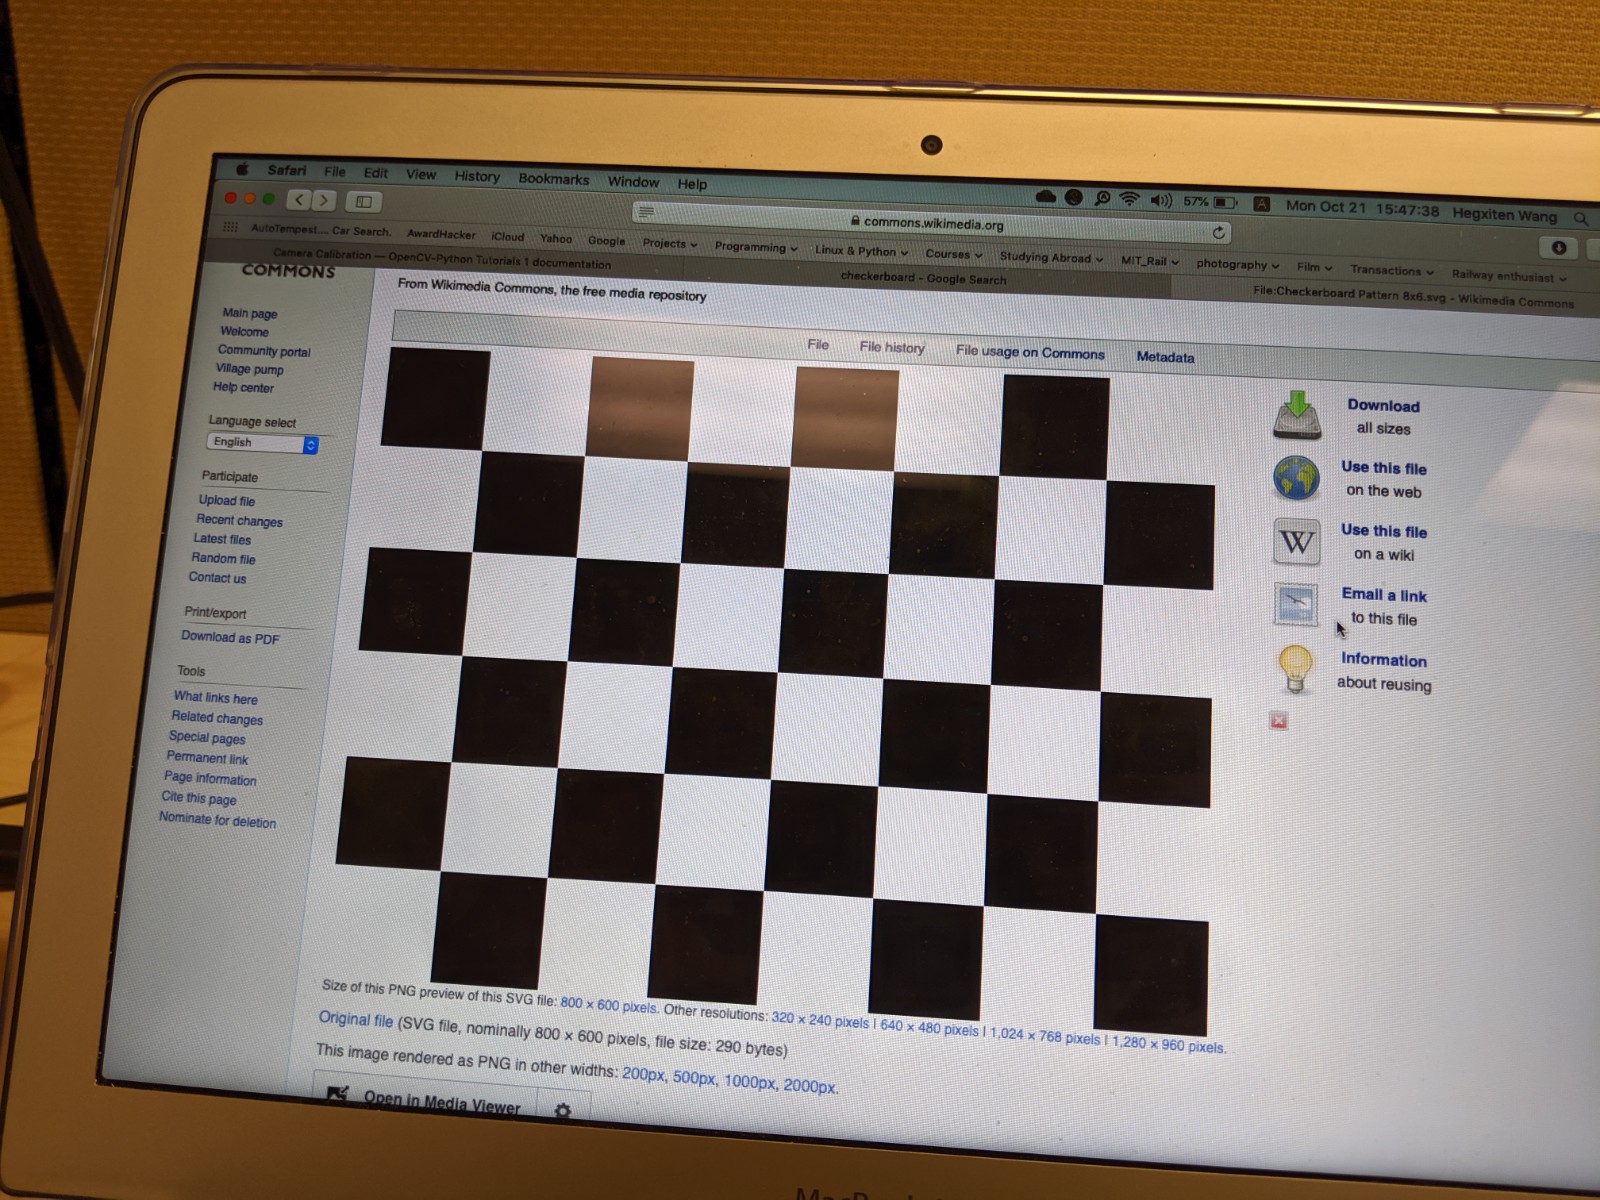 Safari File Edit View History Bookmarks Window Help 57% A Mon Oct 21 15:47:38 Hegxiten Wang
commons.wikimedia.org
AutoTempest.... Car Search. AwardHacker iCloud Yahoo Google Projects Programming Linux & Python Courses Studying Abroad MIT_Rail photography Film Transactions Railway enthusiast
Camera Calibration — OpenCV-Python Tutorials 1 documentation
checkerboard - Google Search
File:Checkerboard Pattern 8x6.svg - Wikimedia Commons
COMMONS
Main page
Welcome
Community portal
Village pump
Help center
Language select
English
Participate
Upload file
Recent changes
Latest files
Random file
Contact us
Print/export
Download as PDF
Tools
What links here
Related changes
Special pages
Permanent link
Page information
Cite this page
Nominate for deletion
From Wikimedia Commons, the free media repository
File File history File usage on Commons Metadata
Download
all sizes
Use this file
on the web
W
Use this file
on a wiki
Email a link
to this file
Information
about reusing
Size of this PNG preview of this SVG file: 800 × 600 pixels. Other resolutions: 320 × 240 pixels | 640 × 480 pixels | 1,024 × 768 pixels | 1,280 × 960 pixels.
Original file (SVG file, nominally 800 × 600 pixels, file size: 290 bytes)
This image rendered as PNG in other widths: 200px, 500px, 1000px, 2000px.
Open in Media Viewer